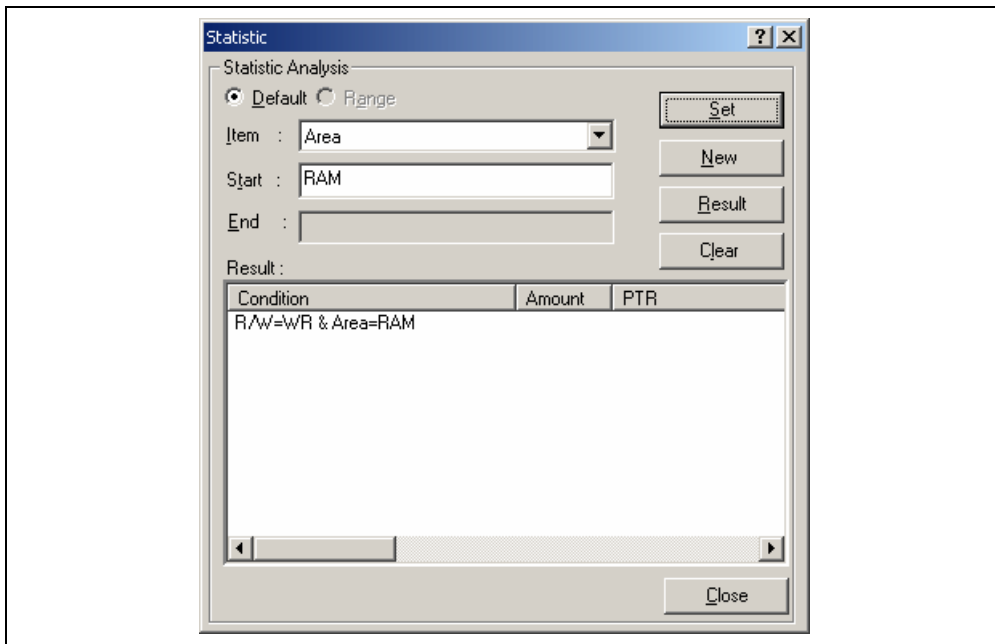 Statistic
Statistic Analysis
Default Range
Item : Area
Start : RAM
End :
Set
New
Result
Clear
Result :
Condition Amount PTR
R/W=WR & Area=RAM
Close